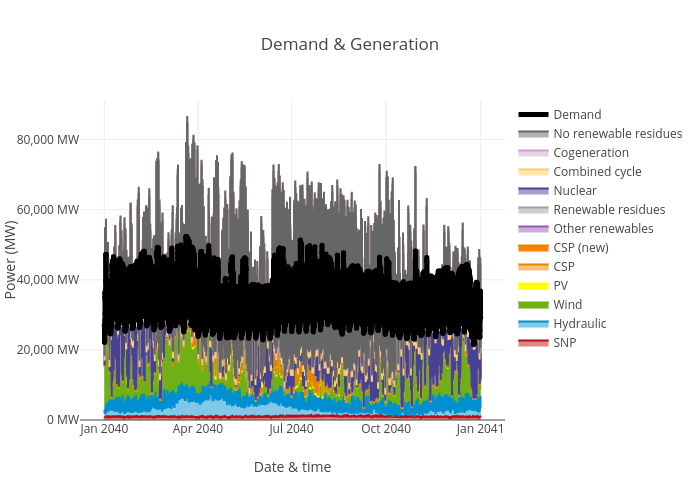 Demand & Generation
Power (MW)
80,000 MW
60,000 MW
40,000 MW
20,000 MW
0 MW
Jan 2040
Apr 2040
Jul 2040
Oct 2040
Jan 2041
Date & time
Demand
No renewable residues
Cogeneration
Combined cycle
Nuclear
Renewable residues
Other renewables
CSP (new)
CSP
PV
Wind
Hydraulic
SNP